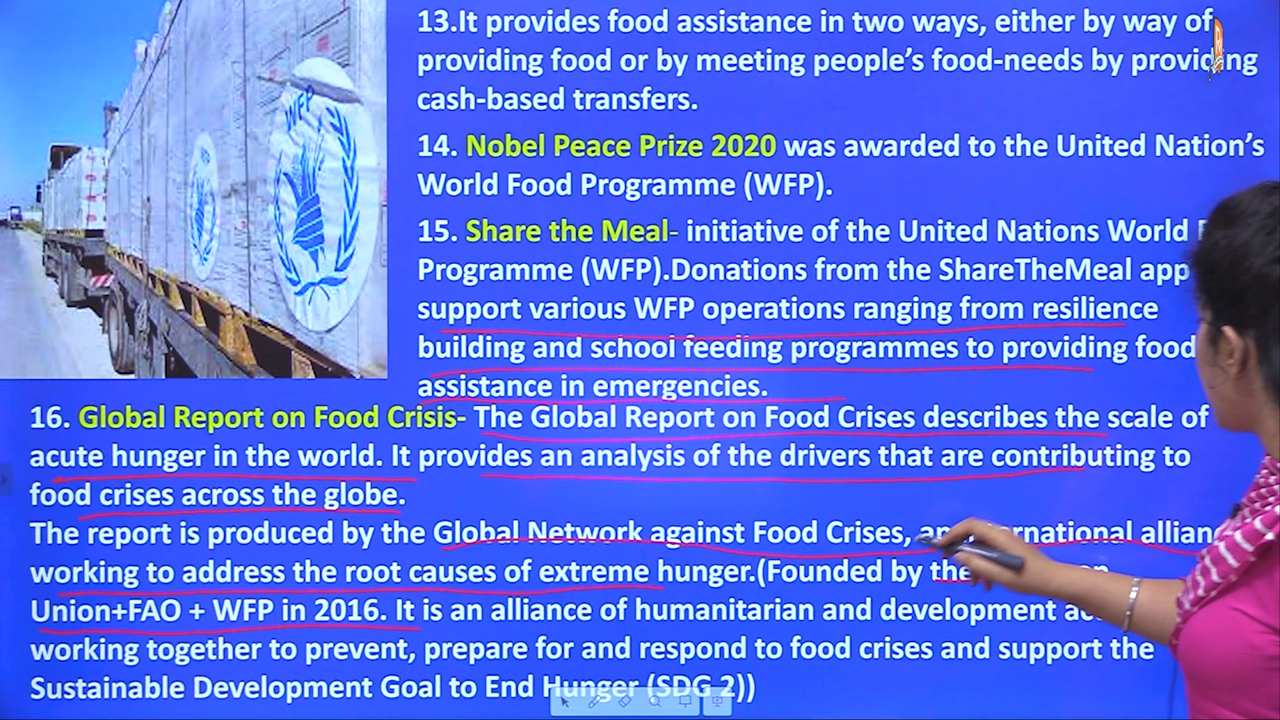 13.It provides food assistance in two ways, either by way of
providing food or by meeting people's food-needs by providing
cash-based transfers.
14. Nobel Peace Prize 2020 was awarded to the United Nation's
World Food Programme (WFP).
15. Share the Meal- initiative of the United Nations World
Programme (WFP).Donations from the ShareTheMeal app
support various WFP operations ranging from resilience
building and school feeding programmes to providing food
assistance in emergencies.
16. Global Report on Food Crisis- The Global Report on Food Crises describes the scale of
acute hunger in the world. It provides an analysis of the drivers that are contributing to
food crises across the globe.
The report is produced by the Global Network against Food Crises,
working to address the root causes of extreme hunger.(Founded by the
Union+FAO + WFP in 2016. It is an alliance of humanitarian and development
working together to prevent, prepare for and respond to food crises and support the
Sustainable Development Goal to End Hunger (SDG 2))
WFP